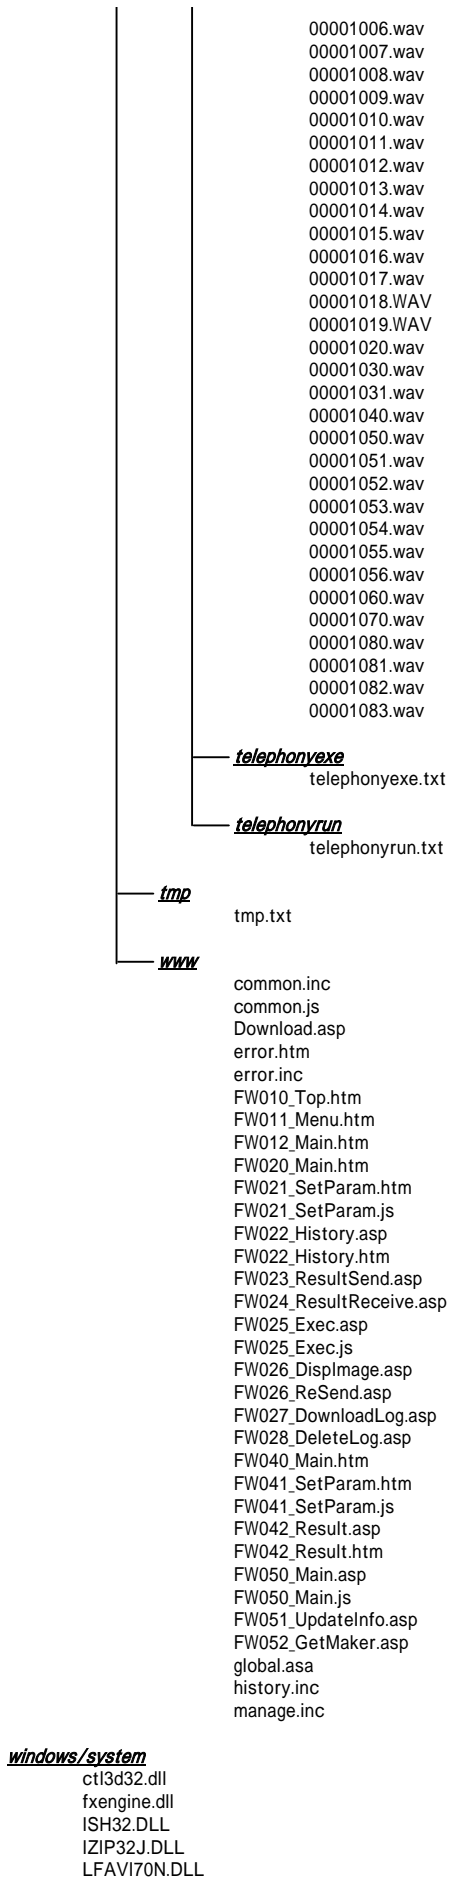 00001006.wav
00001007.wav
00001008.wav
00001009.wav
00001010.wav
00001011.wav
00001012.wav
00001013.wav
00001014.wav
00001015.wav
00001016.wav
00001017.wav
00001018.WAV
00001019.WAV
00001020.wav
00001030.wav
00001031.wav
00001040.wav
00001050.wav
00001051.wav
00001052.wav
00001053.wav
00001054.wav
00001055.wav
00001056.wav
00001060.wav
00001070.wav
00001080.wav
00001081.wav
00001082.wav
00001083.wav
telephonyexe
telephonyexe.txt
telephonyrun
telephonyrun.txt
tmp
tmp.txt
www
common.inc
common.js
Download.asp
error.htm
error.inc
FW010_Top.htm
FW011_Menu.htm
FW012_Main.htm
FW020_Main.htm
FW021_SetParam.htm
FW021_SetParam.js
FW022_History.asp
FW022_History.htm
FW023_ResultSend.asp
FW024_ResultReceive.asp
FW025_Exec.asp
FW025_Exec.js
FW026_DispImage.asp
FW026_ReSend.asp
FW027_DownloadLog.asp
FW028_DeleteLog.asp
FW040_Main.htm
FW041_SetParam.htm
FW041_SetParam.js
FW042_Result.asp
FW042_Result.htm
FW050_Main.asp
FW050_Main.js
FW051_UpdateInfo.asp
FW052_GetMaker.asp
global.asa
history.inc
manage.inc
windows/system
ctl3d32.dll
fxengine.dll
ISH32.DLL
IZIP32J.DLL
LFAVI70N.DLL